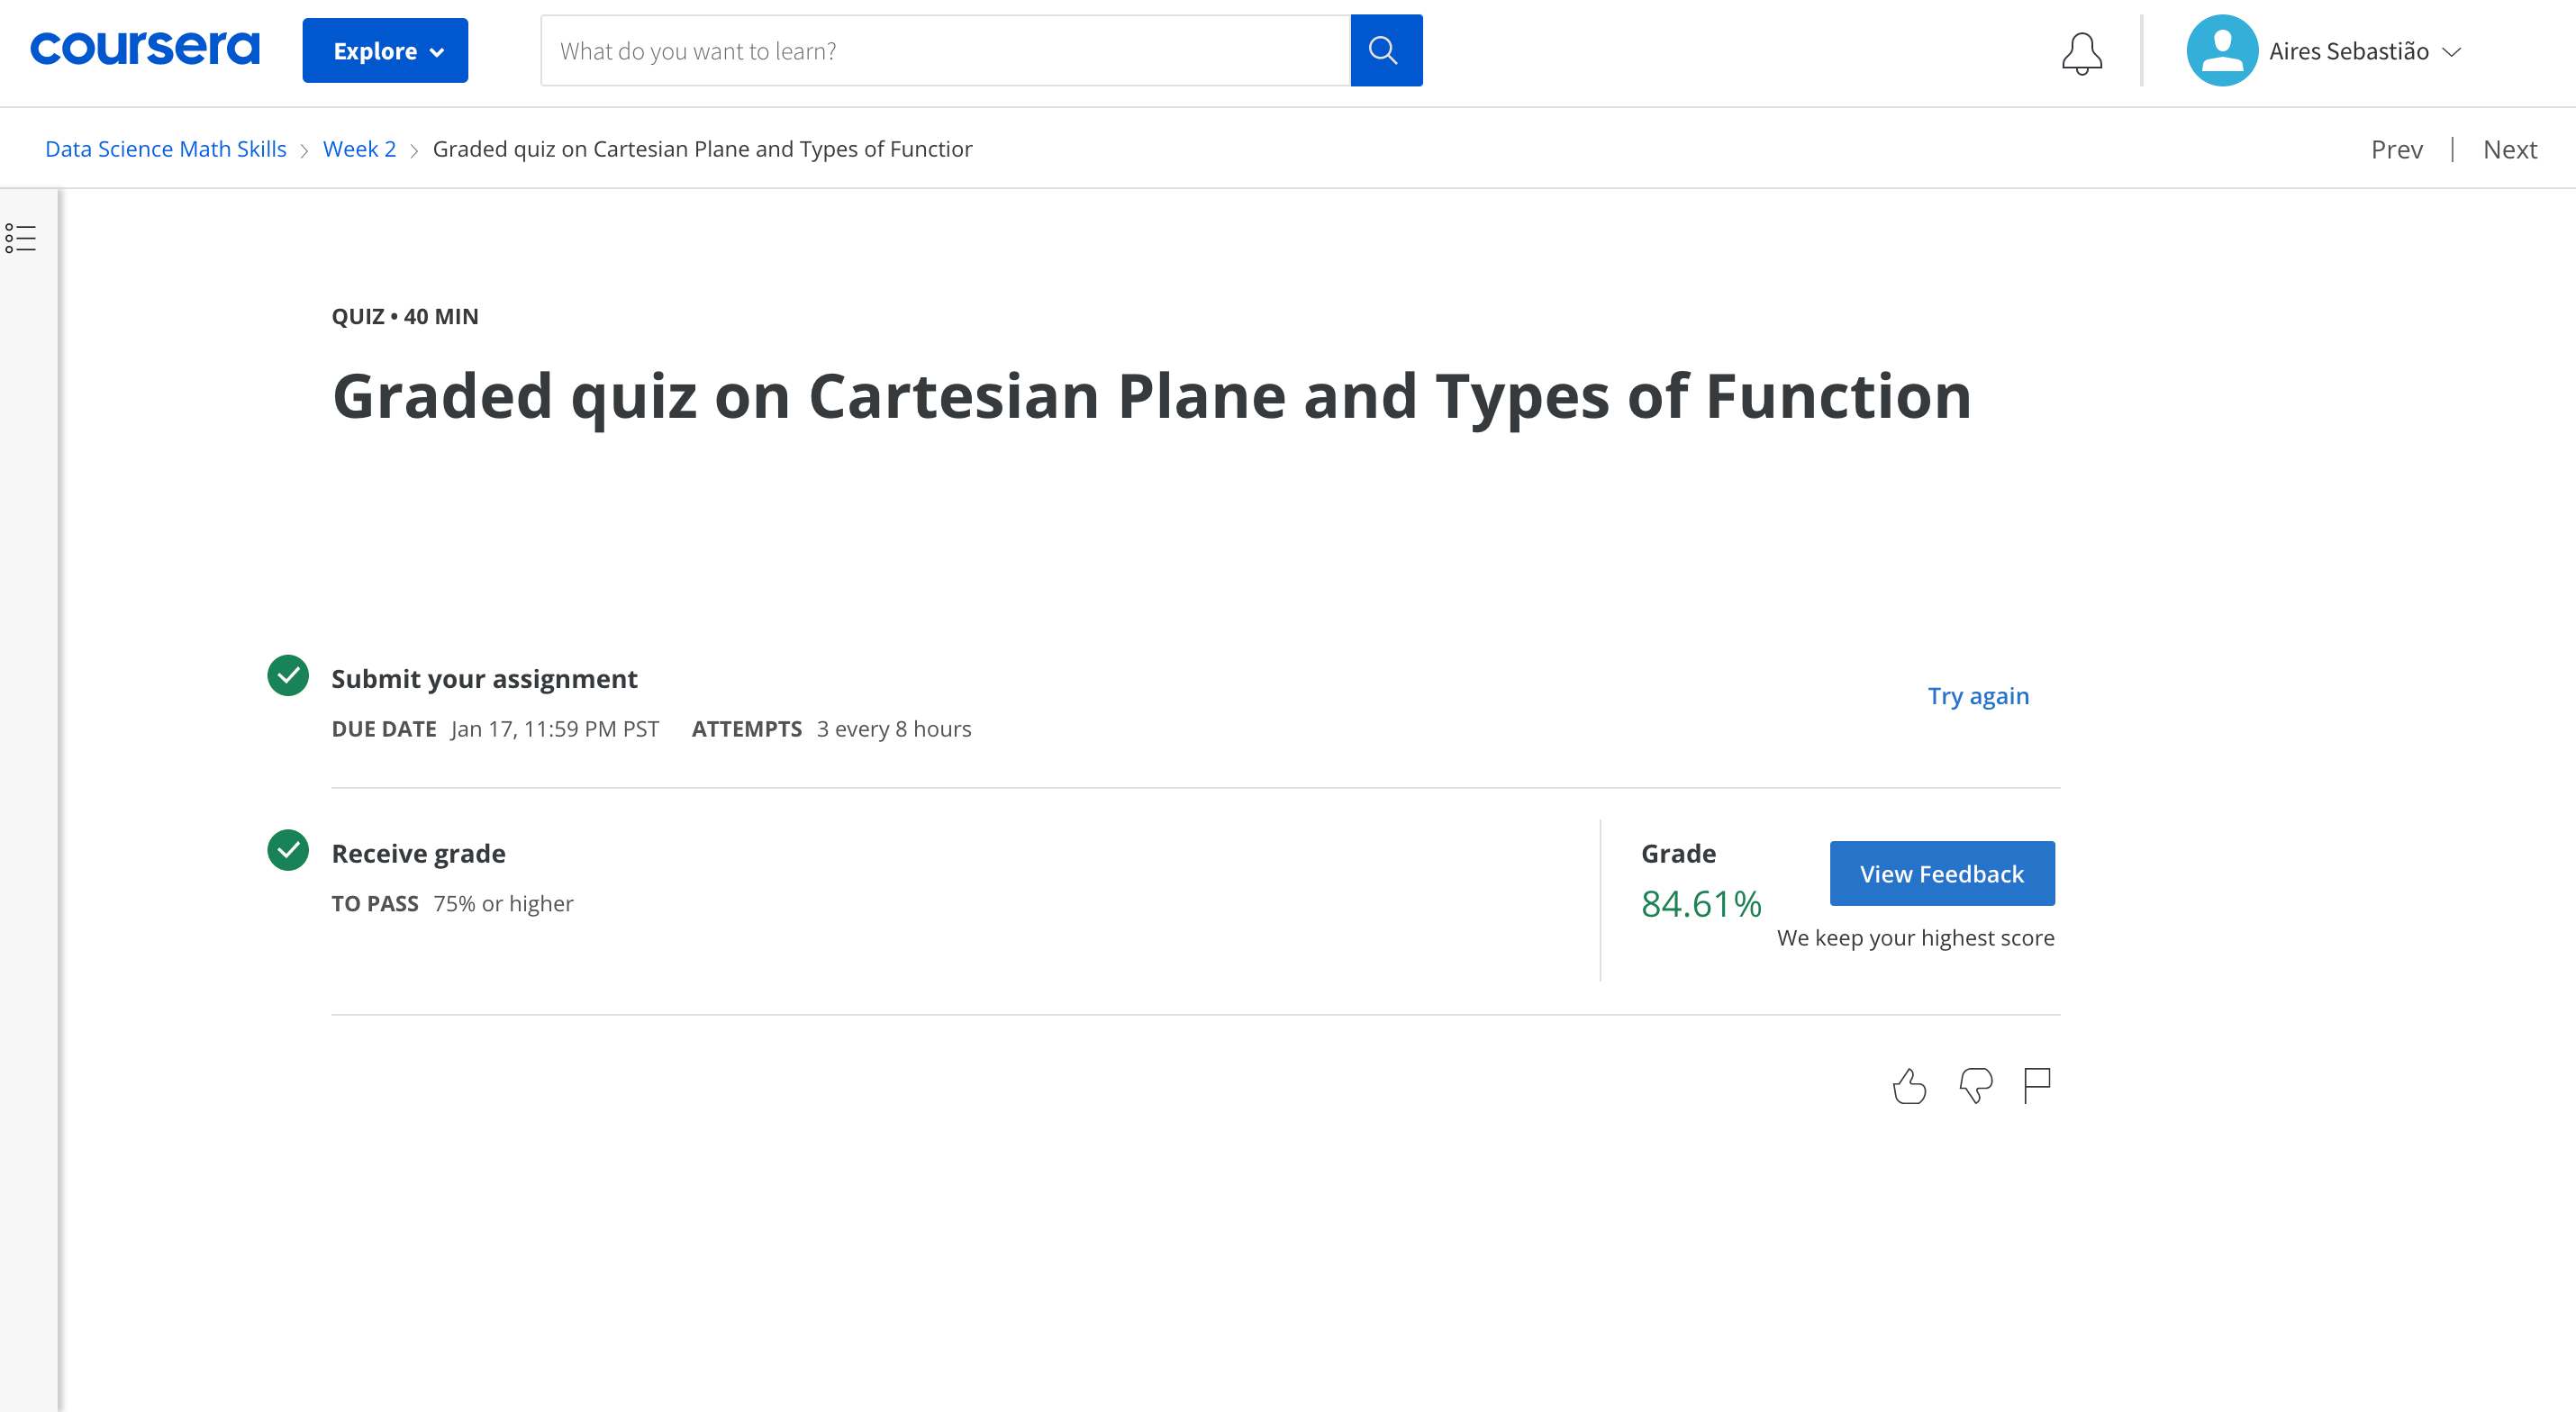 coursera
Explore
What do you want to learn?
Aires Sebastião
Data Science Math Skills > Week 2 > Graded quiz on Cartesian Plane and Types of Functior
Prev | Next
QUIZ • 40 MIN
Graded quiz on Cartesian Plane and Types of Function
Submit your assignment
Try again
DUE DATE Jan 17, 11:59 PM PST ATTEMPTS 3 every 8 hours
Receive grade
TO PASS 75% or higher
Grade
View Feedback
84.61%
We keep your highest score